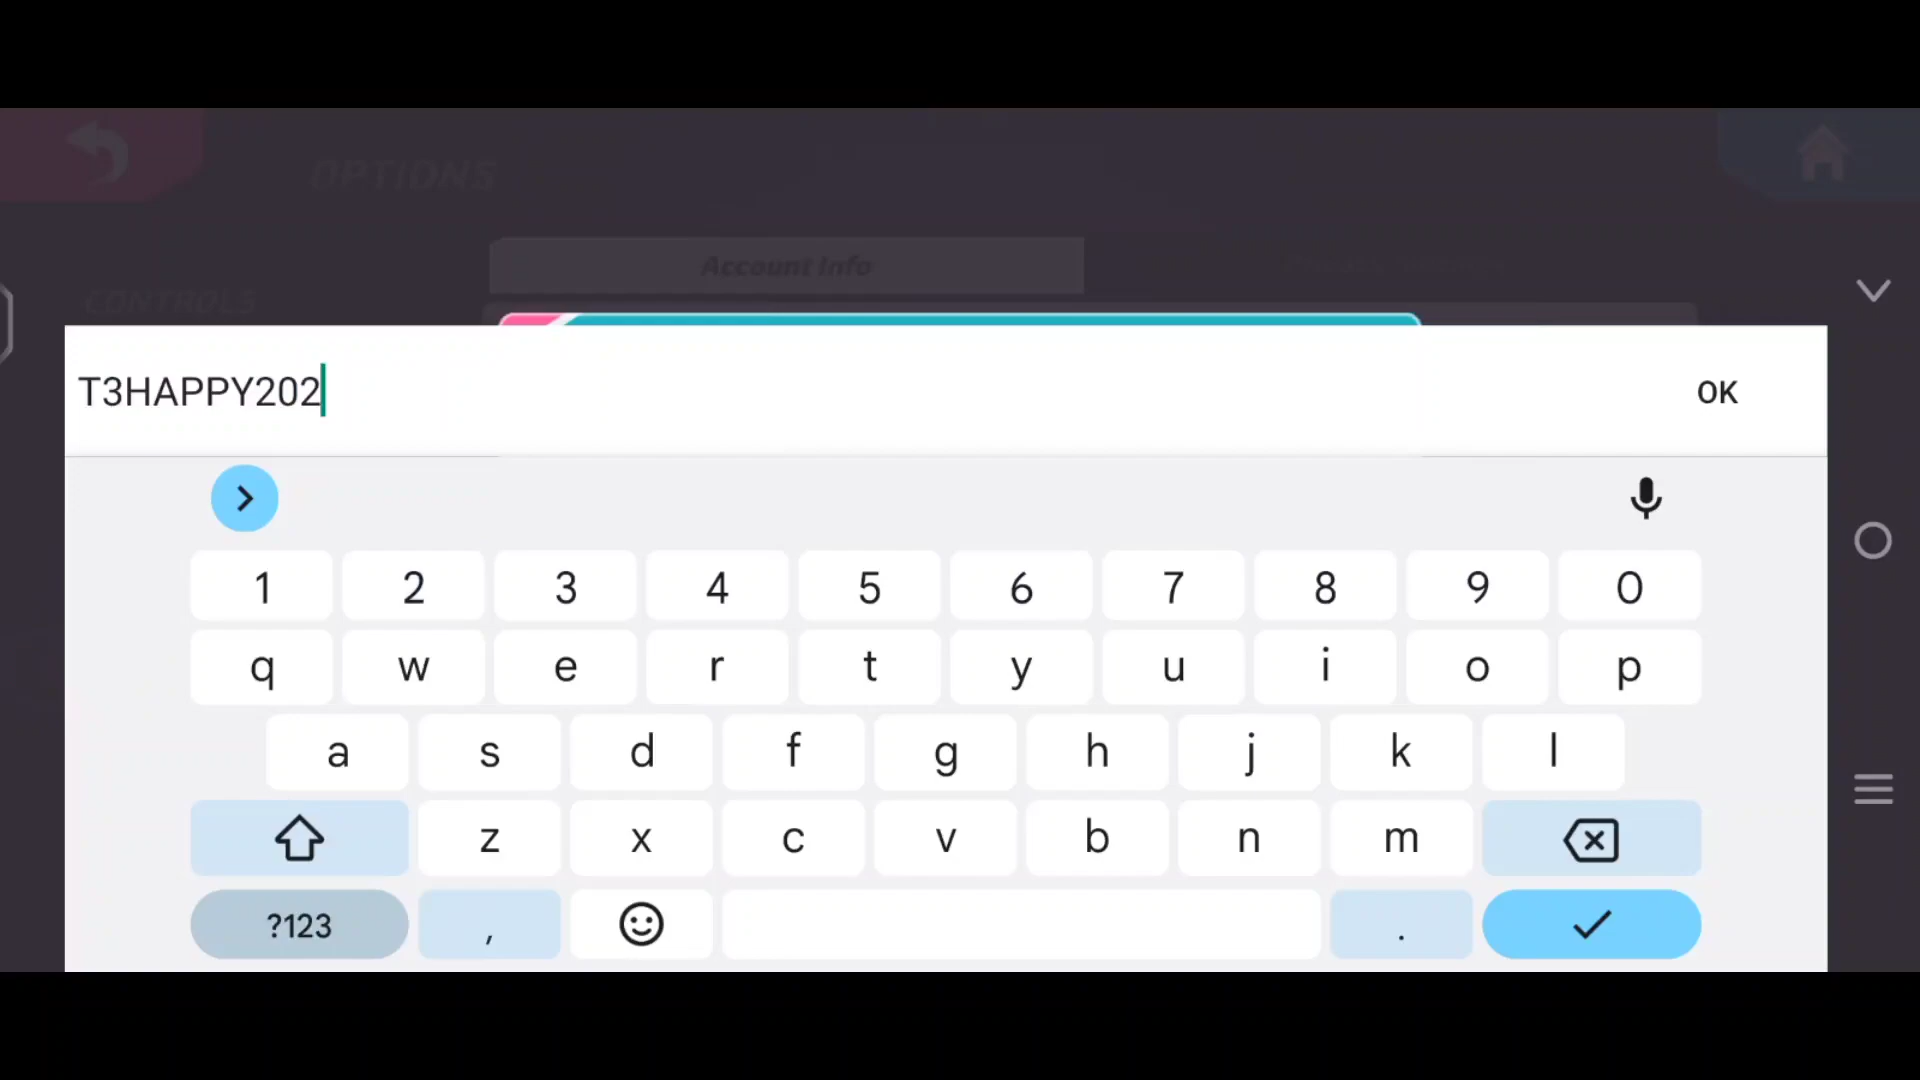 OPTIONS
Account Info
CONTROLS
T3HAPPY202
OK
1 2 3 4 5 6 7 8 9 0
q w e r t y u i o p
a s d f g h j k l
z x c v b n m
?123 , .